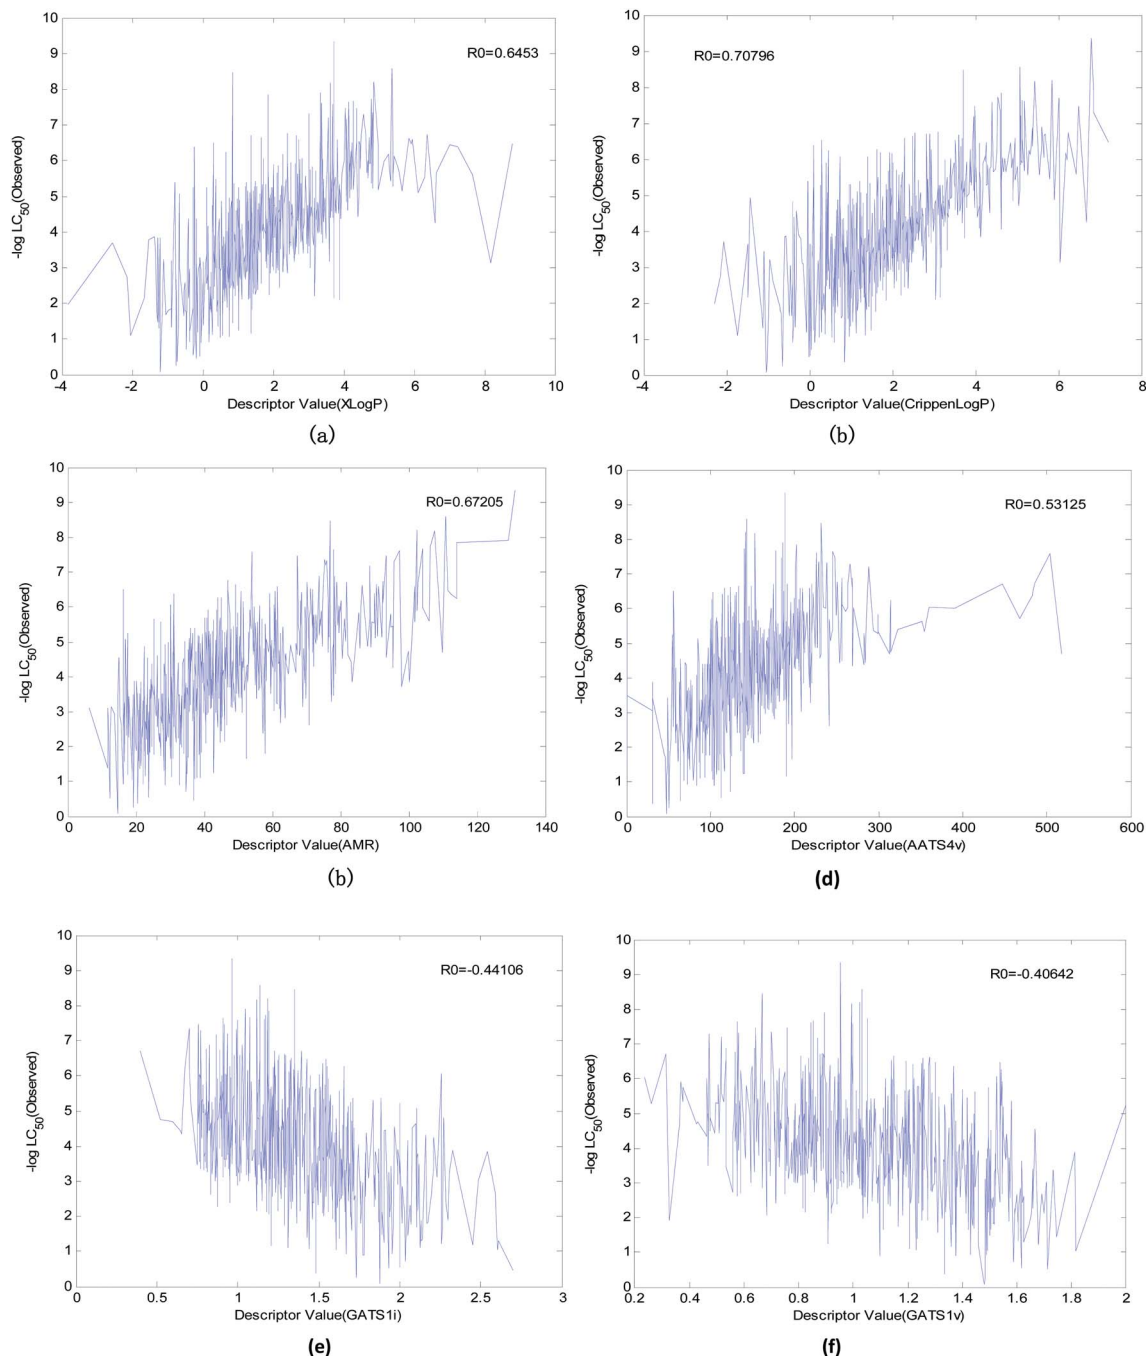 10
9
8
7
6
5
4
3
2
1
0
-log LC50(Observed)
R0=0.6453
-4 -2 0 2 4 6 8 10
Descriptor Value(XLogP)
(a)
10
9
8
7
6
5
4
3
2
1
0
-log LC50(Observed)
R0=0.70796
-4 -2 0 2 4 6 8
Descriptor Value(CrippenLogP)
(b)
10
9
8
7
6
5
4
3
2
1
0
-log LC50(Observed)
R0=0.67205
0 20 40 60 80 100 120 140
Descriptor Value(AMR)
(b)
10
9
8
7
6
5
4
3
2
1
0
-log LC50(Observed)
R0=0.53125
0 100 200 300 400 500 600
Descriptor Value(AATS4v)
(d)
10
9
8
7
6
5
4
3
2
1
0
-log LC50(Observed)
R0=-0.44106
0 0.5 1 1.5 2 2.5 3
Descriptor Value(GATS1i)
(e)
10
9
8
7
6
5
4
3
2
1
0
-log LC50(Observed)
R0=-0.40642
0.2 0.4 0.6 0.8 1 1.2 1.4 1.6 1.8 2
Descriptor Value(GATS1v)
(f)